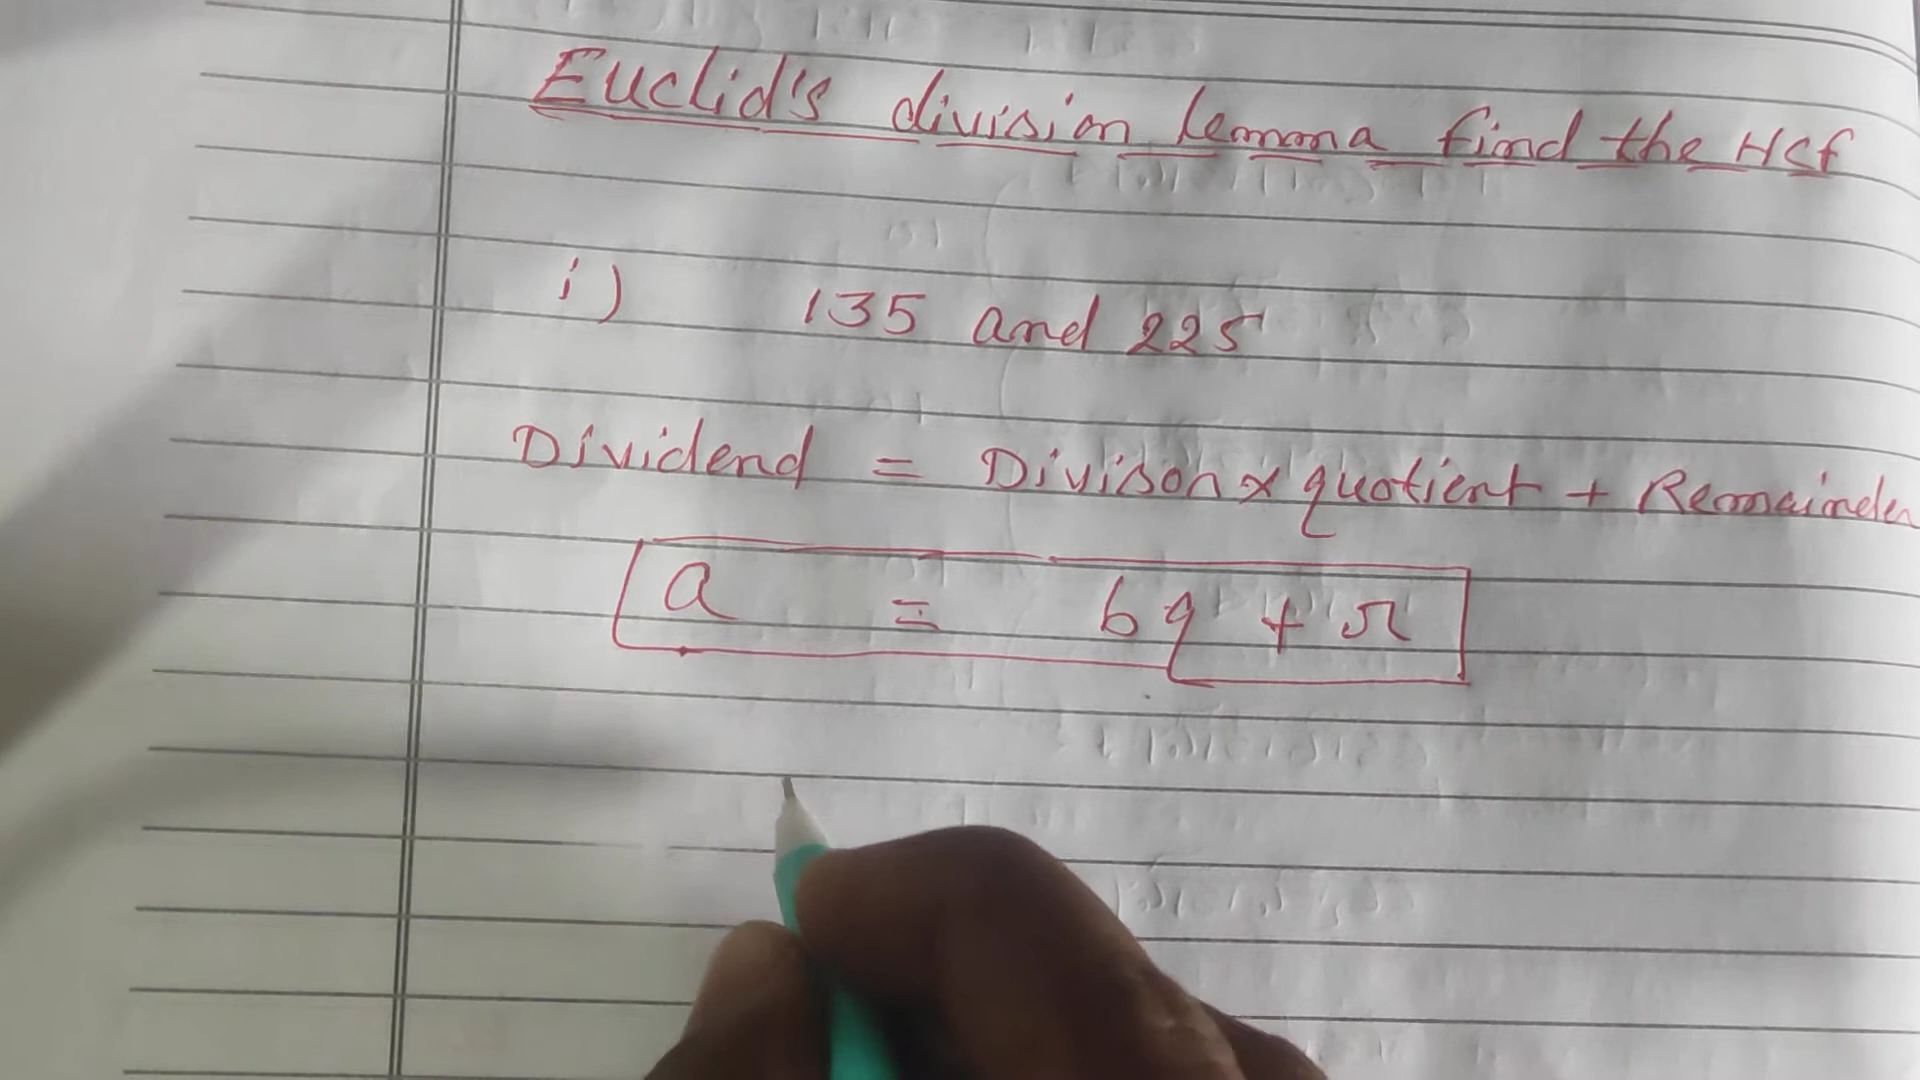 Euclid's division lemma find the HCf
i) 135 and 225
Dividend = Divison x quotient + Remainder
a = bq + r